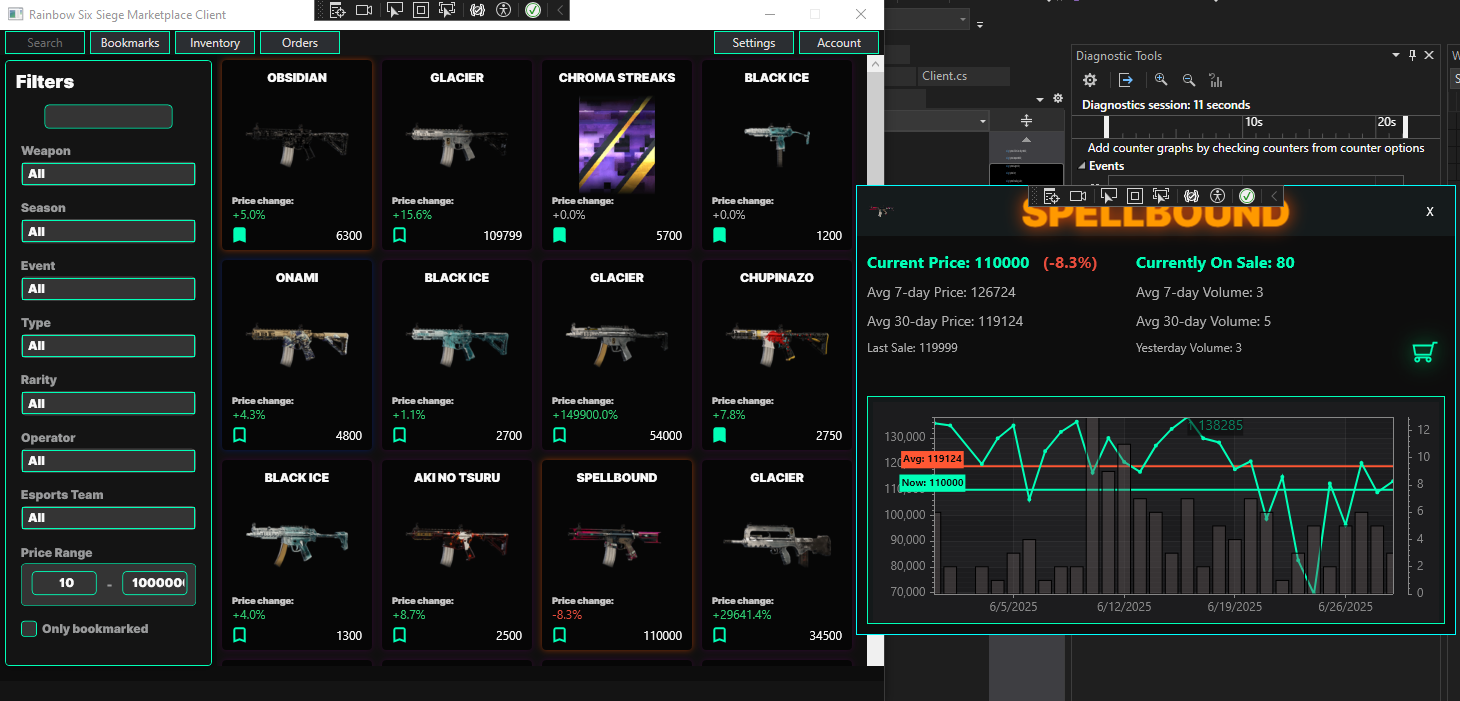 Rainbow Six Siege Marketplace Client
Search
Bookmarks
Inventory
Orders
Settings
Account
Filters
Weapon
All
Season
All
Event
All
Type
All
Rarity
All
Operator
All
Esports Team
All
Price Range
10 - 1000000
Only bookmarked
OBSIDIAN
Price change:
+5.0%
6300
GLACIER
Price change:
+15.6%
109799
CHROMA STREAKS
Price change:
+0.0%
5700
BLACK ICE
Price change:
+0.0%
1200
ONAMI
Price change:
+4.3%
4800
BLACK ICE
Price change:
+1.1%
2700
GLACIER
Price change:
+149900.0%
54000
CHUPINAZO
Price change:
+7.8%
2750
BLACK ICE
Price change:
+4.0%
1300
AKI NO TSURU
Price change:
+8.7%
2500
SPELLBOUND
Price change:
-8.3%
110000
GLACIER
Price change:
+29641.4%
34500
Client.cs
Diagnostic Tools
Diagnostics session: 11 seconds
10s
20s
Add counter graphs by checking counters from counter options
Events
SPELLBOUND
X
Current Price: 110000 (-8.3%)
Avg 7-day Price: 126724
Avg 30-day Price: 119124
Last Sale: 119999
Currently On Sale: 80
Avg 7-day Volume: 3
Avg 30-day Volume: 5
Yesterday Volume: 3
138285
130,000
Avg: 119124
Now: 110000
100,000
90,000
80,000
70,000
12
10
8
6
4
2
0
6/5/2025
6/12/2025
6/19/2025
6/26/2025